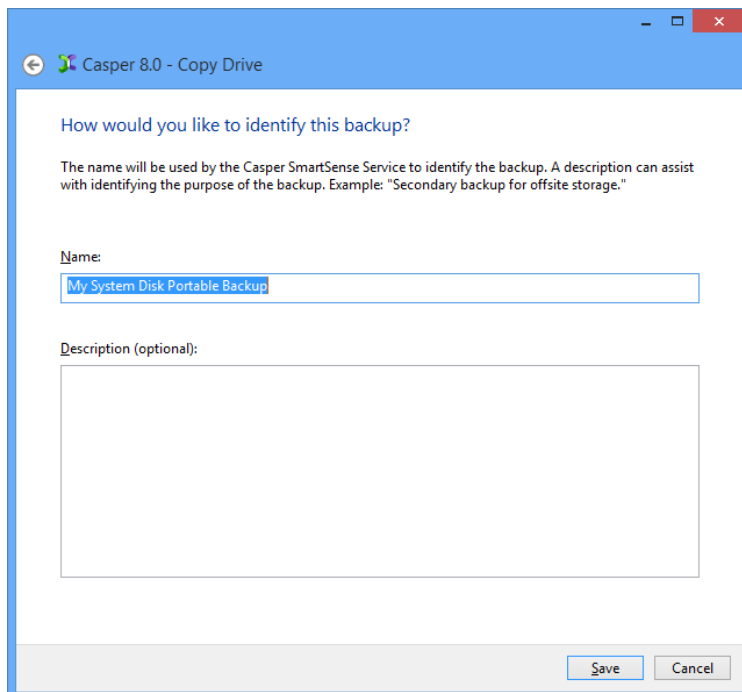 Casper 8.0 - Copy Drive
How would you like to identify this backup?
The name will be used by the Casper SmartSense Service to identify the backup. A description can assist
with identifying the purpose of the backup. Example: "Secondary backup for offsite storage."
Name:
My System Disk Portable Backup
Description (optional):
Save Cancel